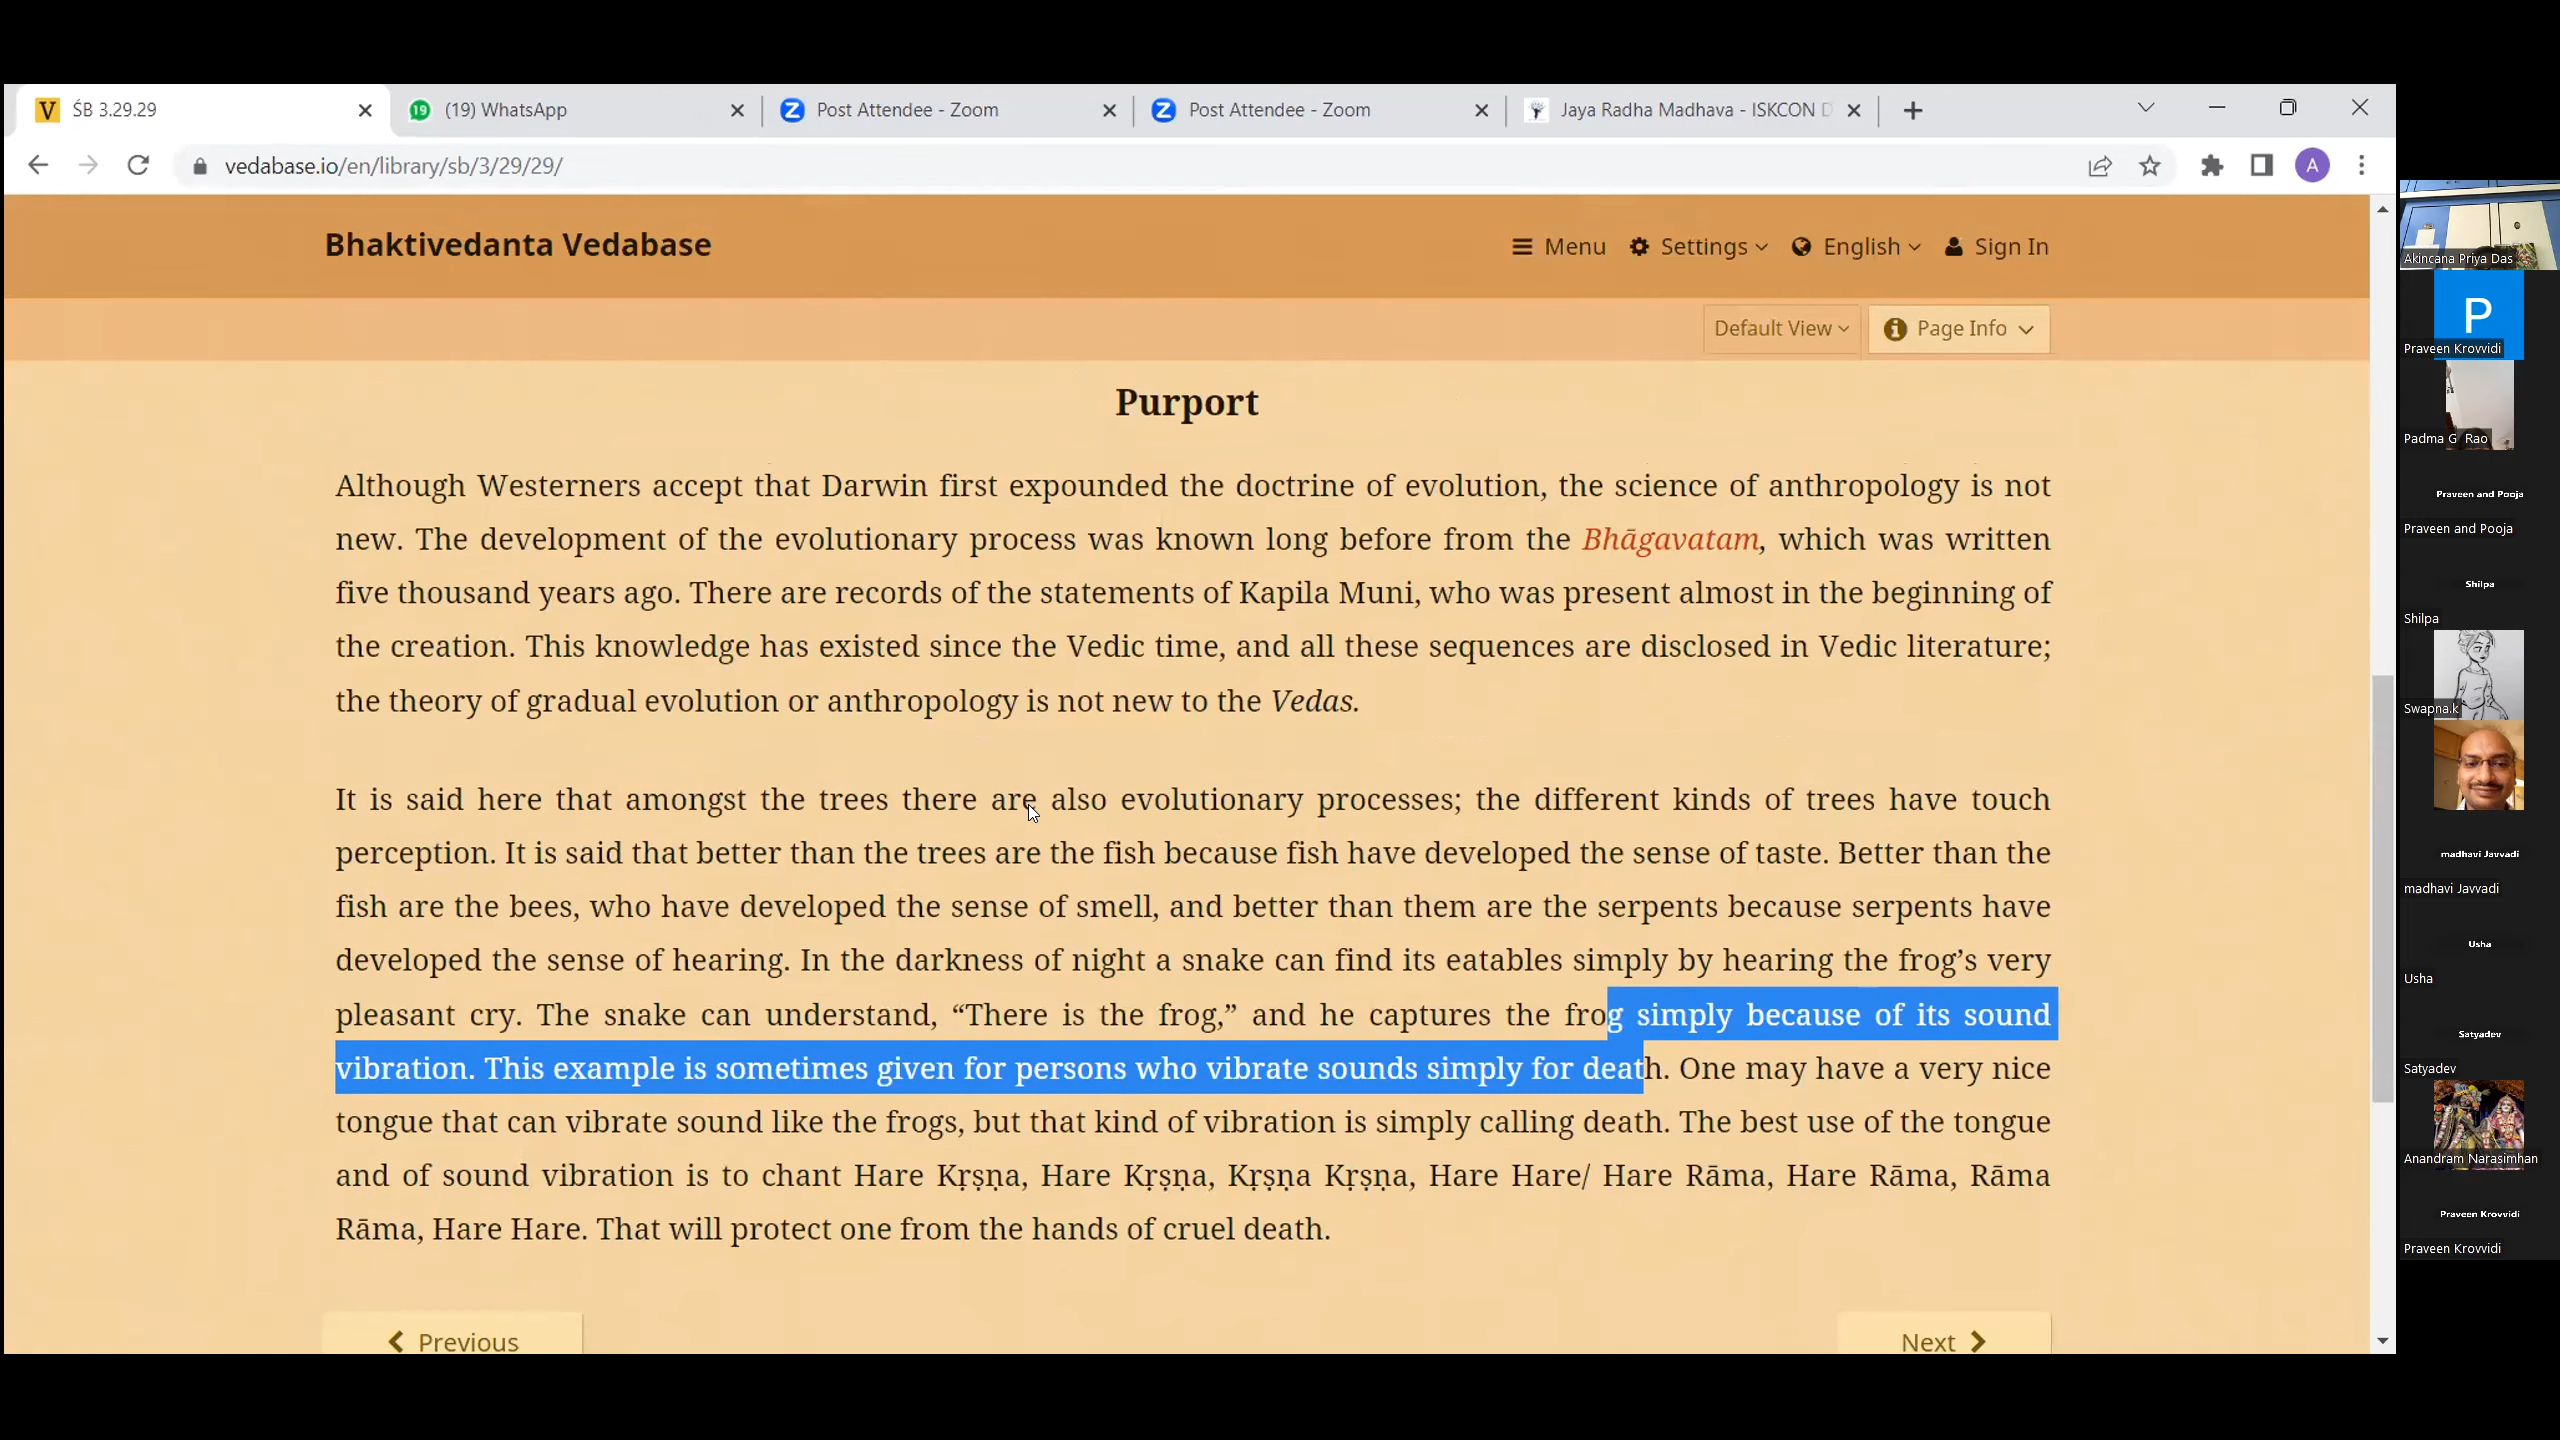 ŚB 3.29.29
(19) WhatsApp
Post Attendee - Zoom
Post Attendee - Zoom
Jaya Radha Madhava - ISKCON D
vedabase.io/en/library/sb/3/29/29/
A
Bhaktivedanta Vedabase
Menu
Settings
English
Sign In
Default View
Page Info
Purport
Although Westerners accept that Darwin first expounded the doctrine of evolution, the science of anthropology is not
new. The development of the evolutionary process was known long before from the Bhāgavatam, which was written
five thousand years ago. There are records of the statements of Kapila Muni, who was present almost in the beginning of
the creation. This knowledge has existed since the Vedic time, and all these sequences are disclosed in Vedic literature;
the theory of gradual evolution or anthropology is not new to the Vedas.
It is said here that amongst the trees there are also evolutionary processes; the different kinds of trees have touch
perception. It is said that better than the trees are the fish because fish have developed the sense of taste. Better than the
fish are the bees, who have developed the sense of smell, and better than them are the serpents because serpents have
developed the sense of hearing. In the darkness of night a snake can find its eatables simply by hearing the frog’s very
pleasant cry. The snake can understand, “There is the frog,” and he captures the frog simply because of its sound
vibration. This example is sometimes given for persons who vibrate sounds simply for death. One may have a very nice
tongue that can vibrate sound like the frogs, but that kind of vibration is simply calling death. The best use of the tongue
and of sound vibration is to chant Hare Kṛṣṇa, Hare Kṛṣṇa, Kṛṣṇa Kṛṣṇa, Hare Hare/ Hare Rāma, Hare Rāma, Rāma
Rāma, Hare Hare. That will protect one from the hands of cruel death.
Previous
Next
Akincana Priya Das
P
Praveen Krovvidi
Padma G Rao
Praveen and Pooja
Praveen and Pooja
Shilpa
Shilpa
Swapna.k
madhavi Javvadi
madhavi Javvadi
Usha
Usha
Satyadev
Satyadev
Anandram Narasimhan
Praveen Krovvidi
Praveen Krovvidi